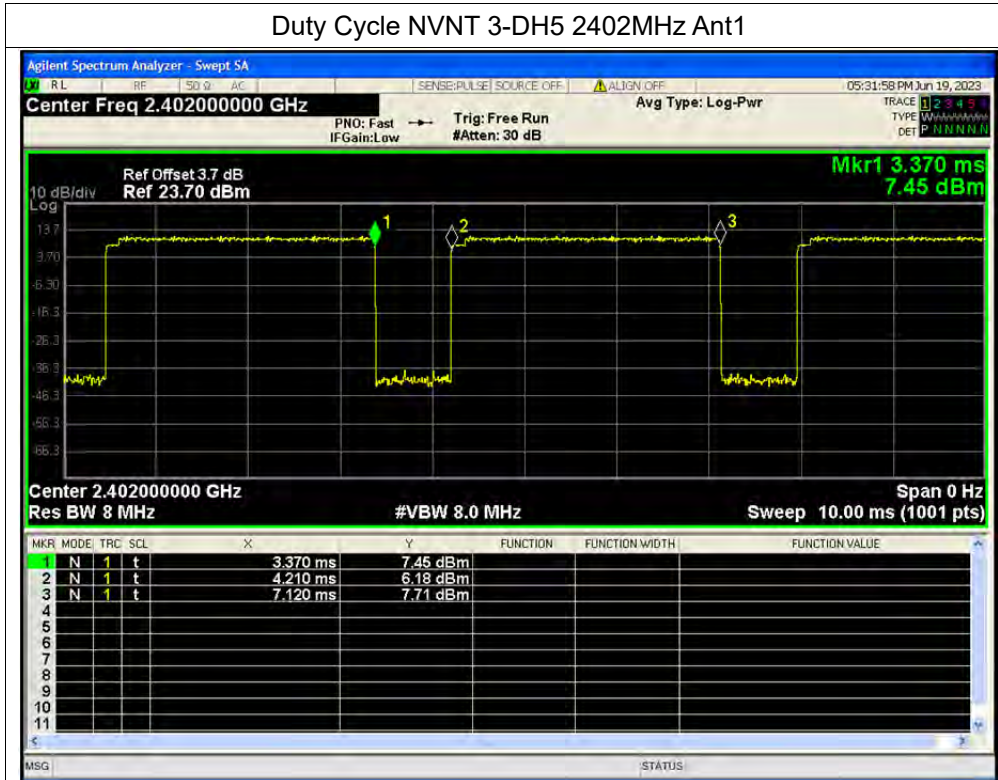 Duty Cycle NVNT 3-DH5 2402MHz Ant1
Agilent Spectrum Analyzer - Swept SA
RL RF 50 Ω AC SENSE:PULSE SOURCE OFF ALIGN OFF 05:31:58 PM Jun 19, 2023
Center Freq 2.402000000 GHz
PNO: Fast
IFGain:Low
Trig: Free Run
#Atten: 30 dB
Avg Type: Log-Pwr
TRACE 1 2 3 4 5 6
TYPE W
DET P N N N N N
Mkr1 3.370 ms
7.45 dBm
10 dB/div
Log
Ref Offset 3.7 dB
Ref 23.70 dBm
13.7
3.70
-6.30
-16.3
-26.3
-36.3
-46.3
-56.3
-66.3
1
2
3
Center 2.402000000 GHz Span 0 Hz
Res BW 8 MHz #VBW 8.0 MHz Sweep 10.00 ms (1001 pts)
MKR MODE TRC SCL X Y FUNCTION FUNCTION WIDTH FUNCTION VALUE
1 N 1 t 3.370 ms 7.45 dBm
2 N 1 t 4.210 ms 6.18 dBm
3 N 1 t 7.120 ms 7.71 dBm
4
5
6
7
8
9
10
11
MSG STATUS